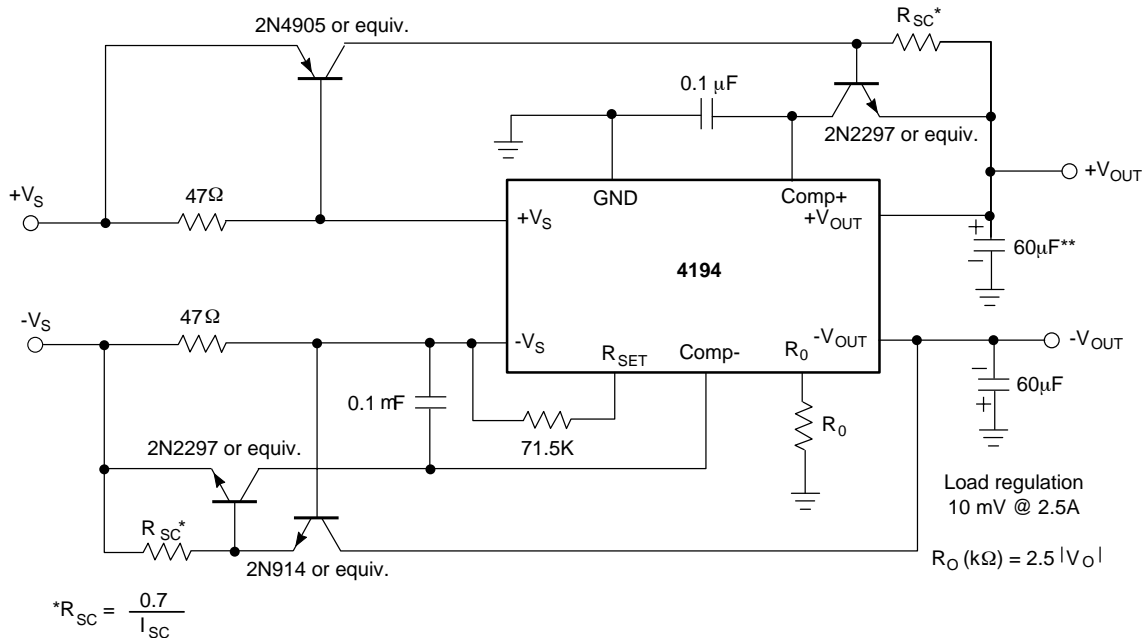 2N4905 or equiv.
R_SC*
0.1 μF
2N2297 or equiv.
+V_S
47Ω
GND
Comp+
+V_S
+V_OUT
+V_OUT
+
−
60μF**
4194
-V_S
47Ω
-V_S
R_SET
Comp-
R_0
-V_OUT
-V_OUT
−
+
60μF
0.1 mF
71.5K
R_0
2N2297 or equiv.
R_SC*
2N914 or equiv.
Load regulation
10 mV @ 2.5A
R_O (kΩ) = 2.5 |V_O|
*R_SC = 0.7 / I_SC